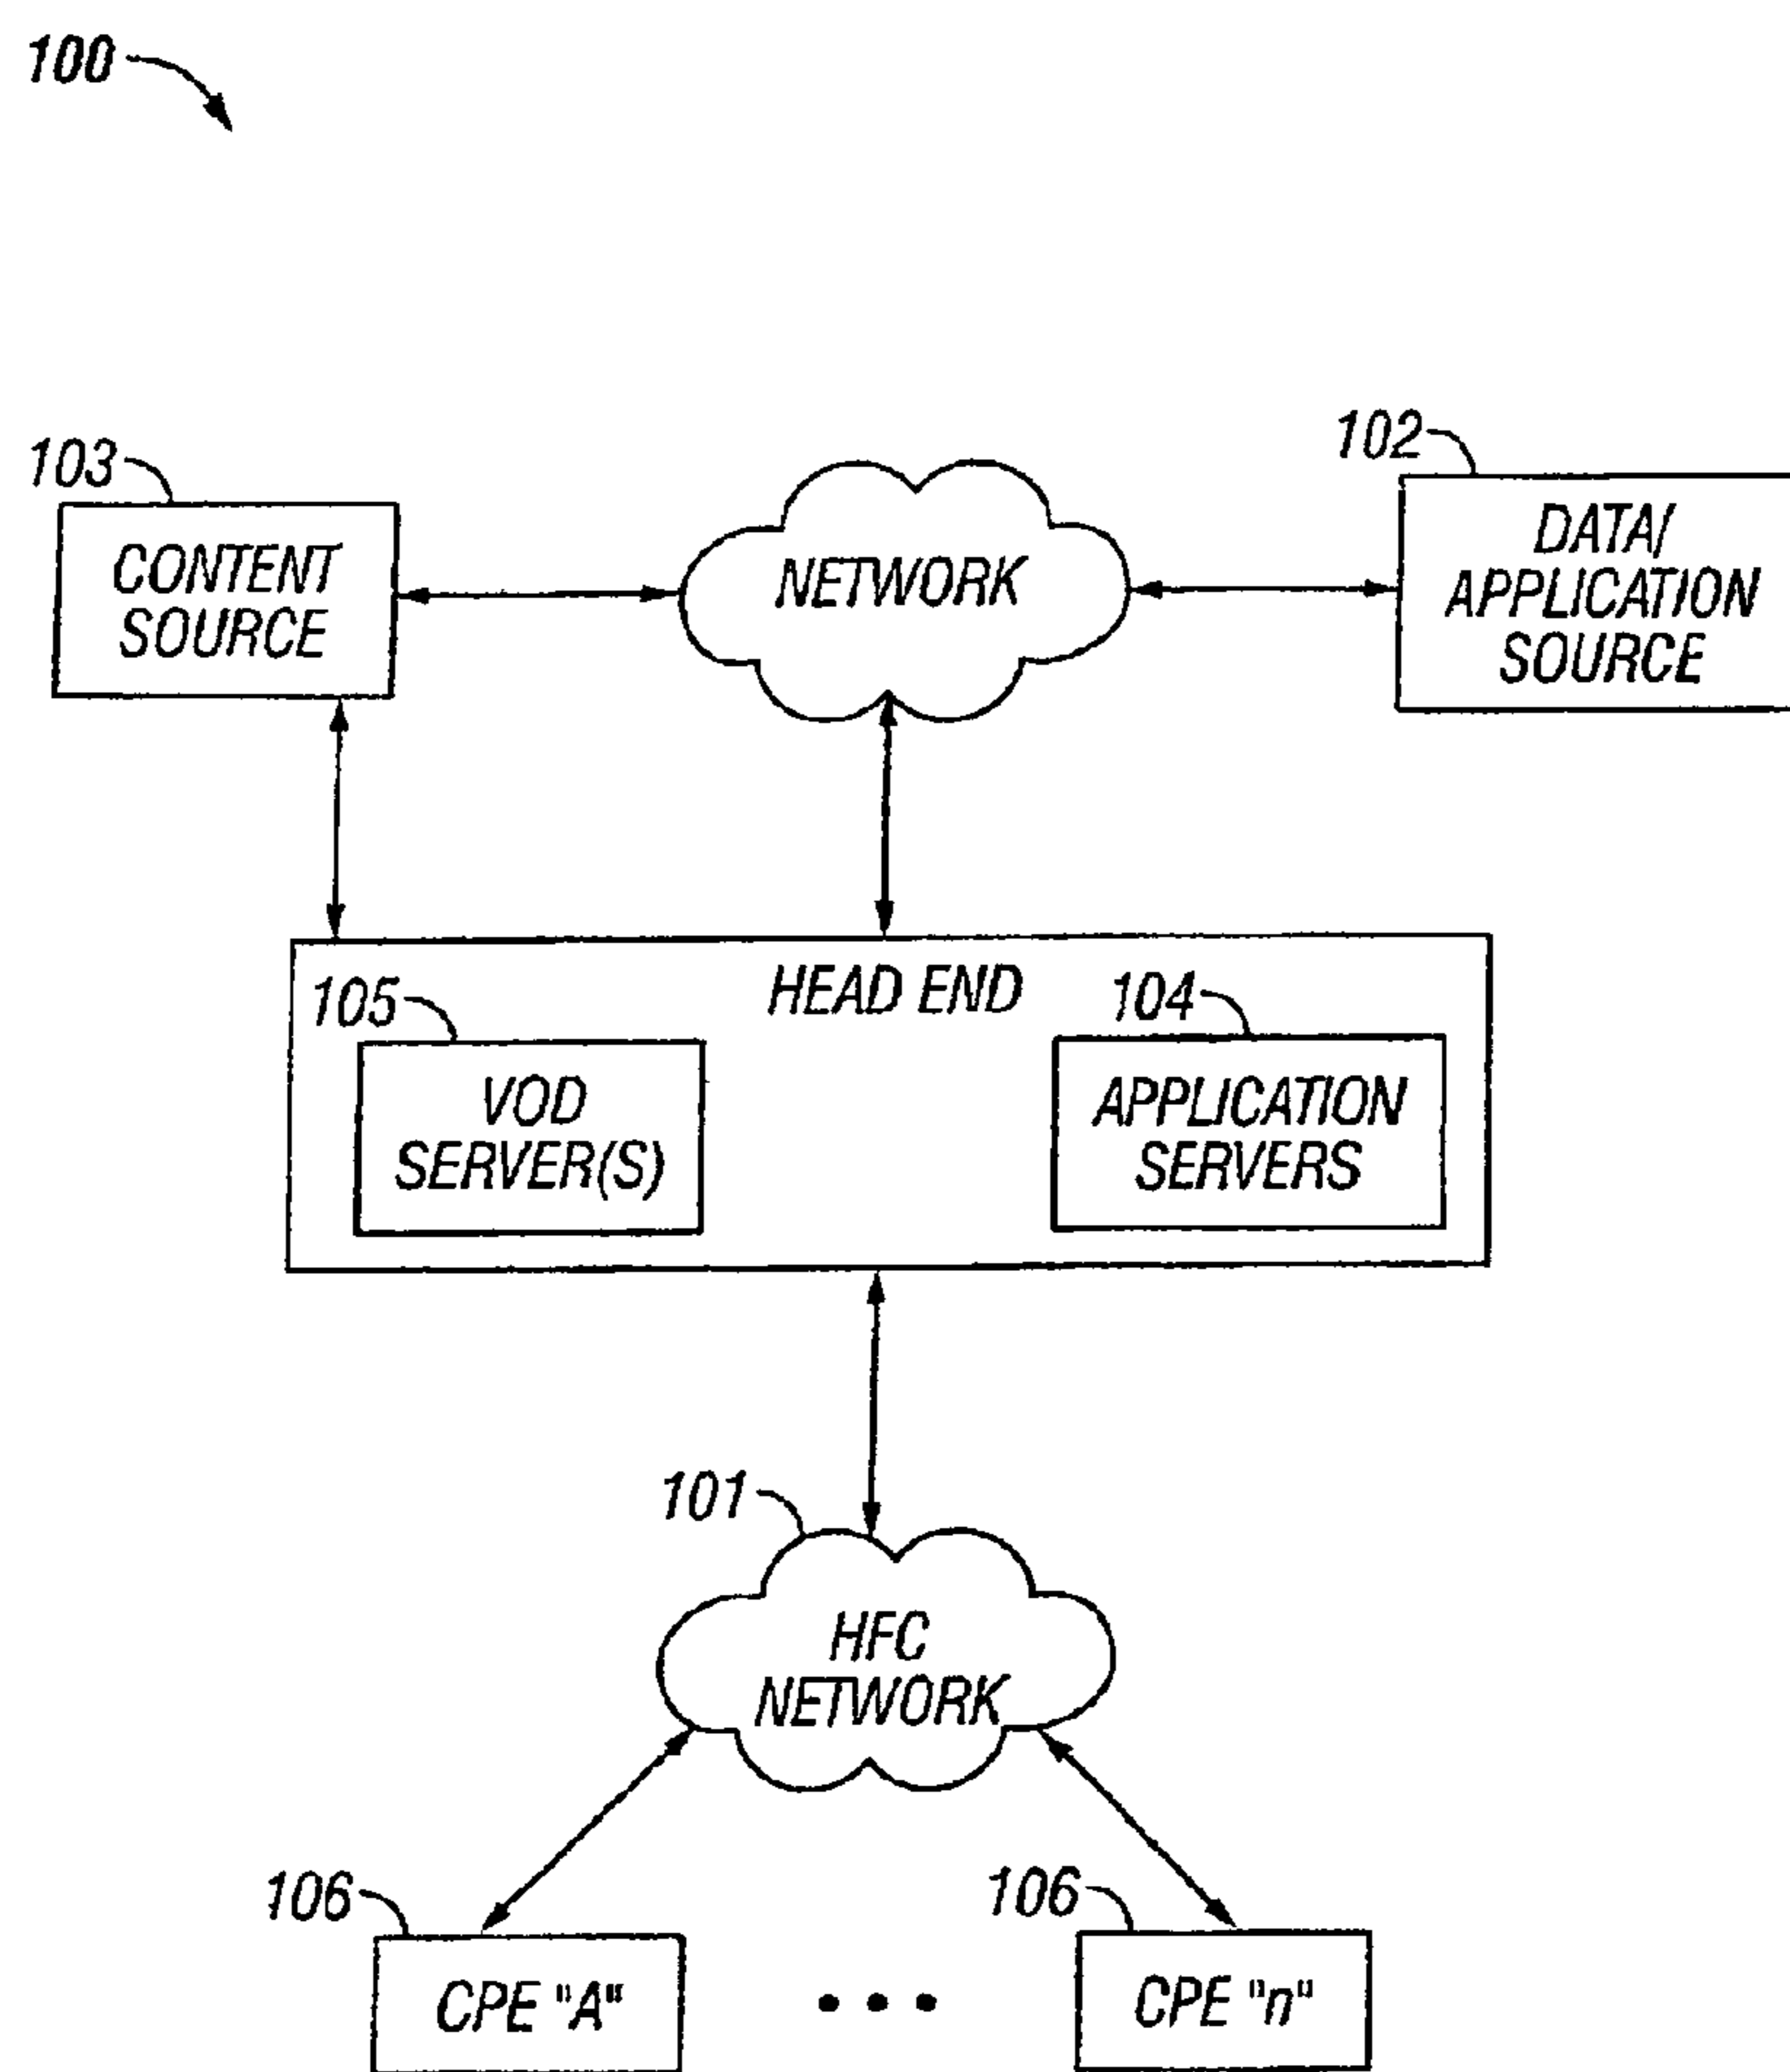 100
103
102
CONTENT
SOURCE
NETWORK
DATA/
APPLICATION
SOURCE
HEAD END
105
104
VOD
SERVER(S)
APPLICATION
SERVERS
101
HFC
NETWORK
106
106
CPE "A"
• • •
CPE "n"